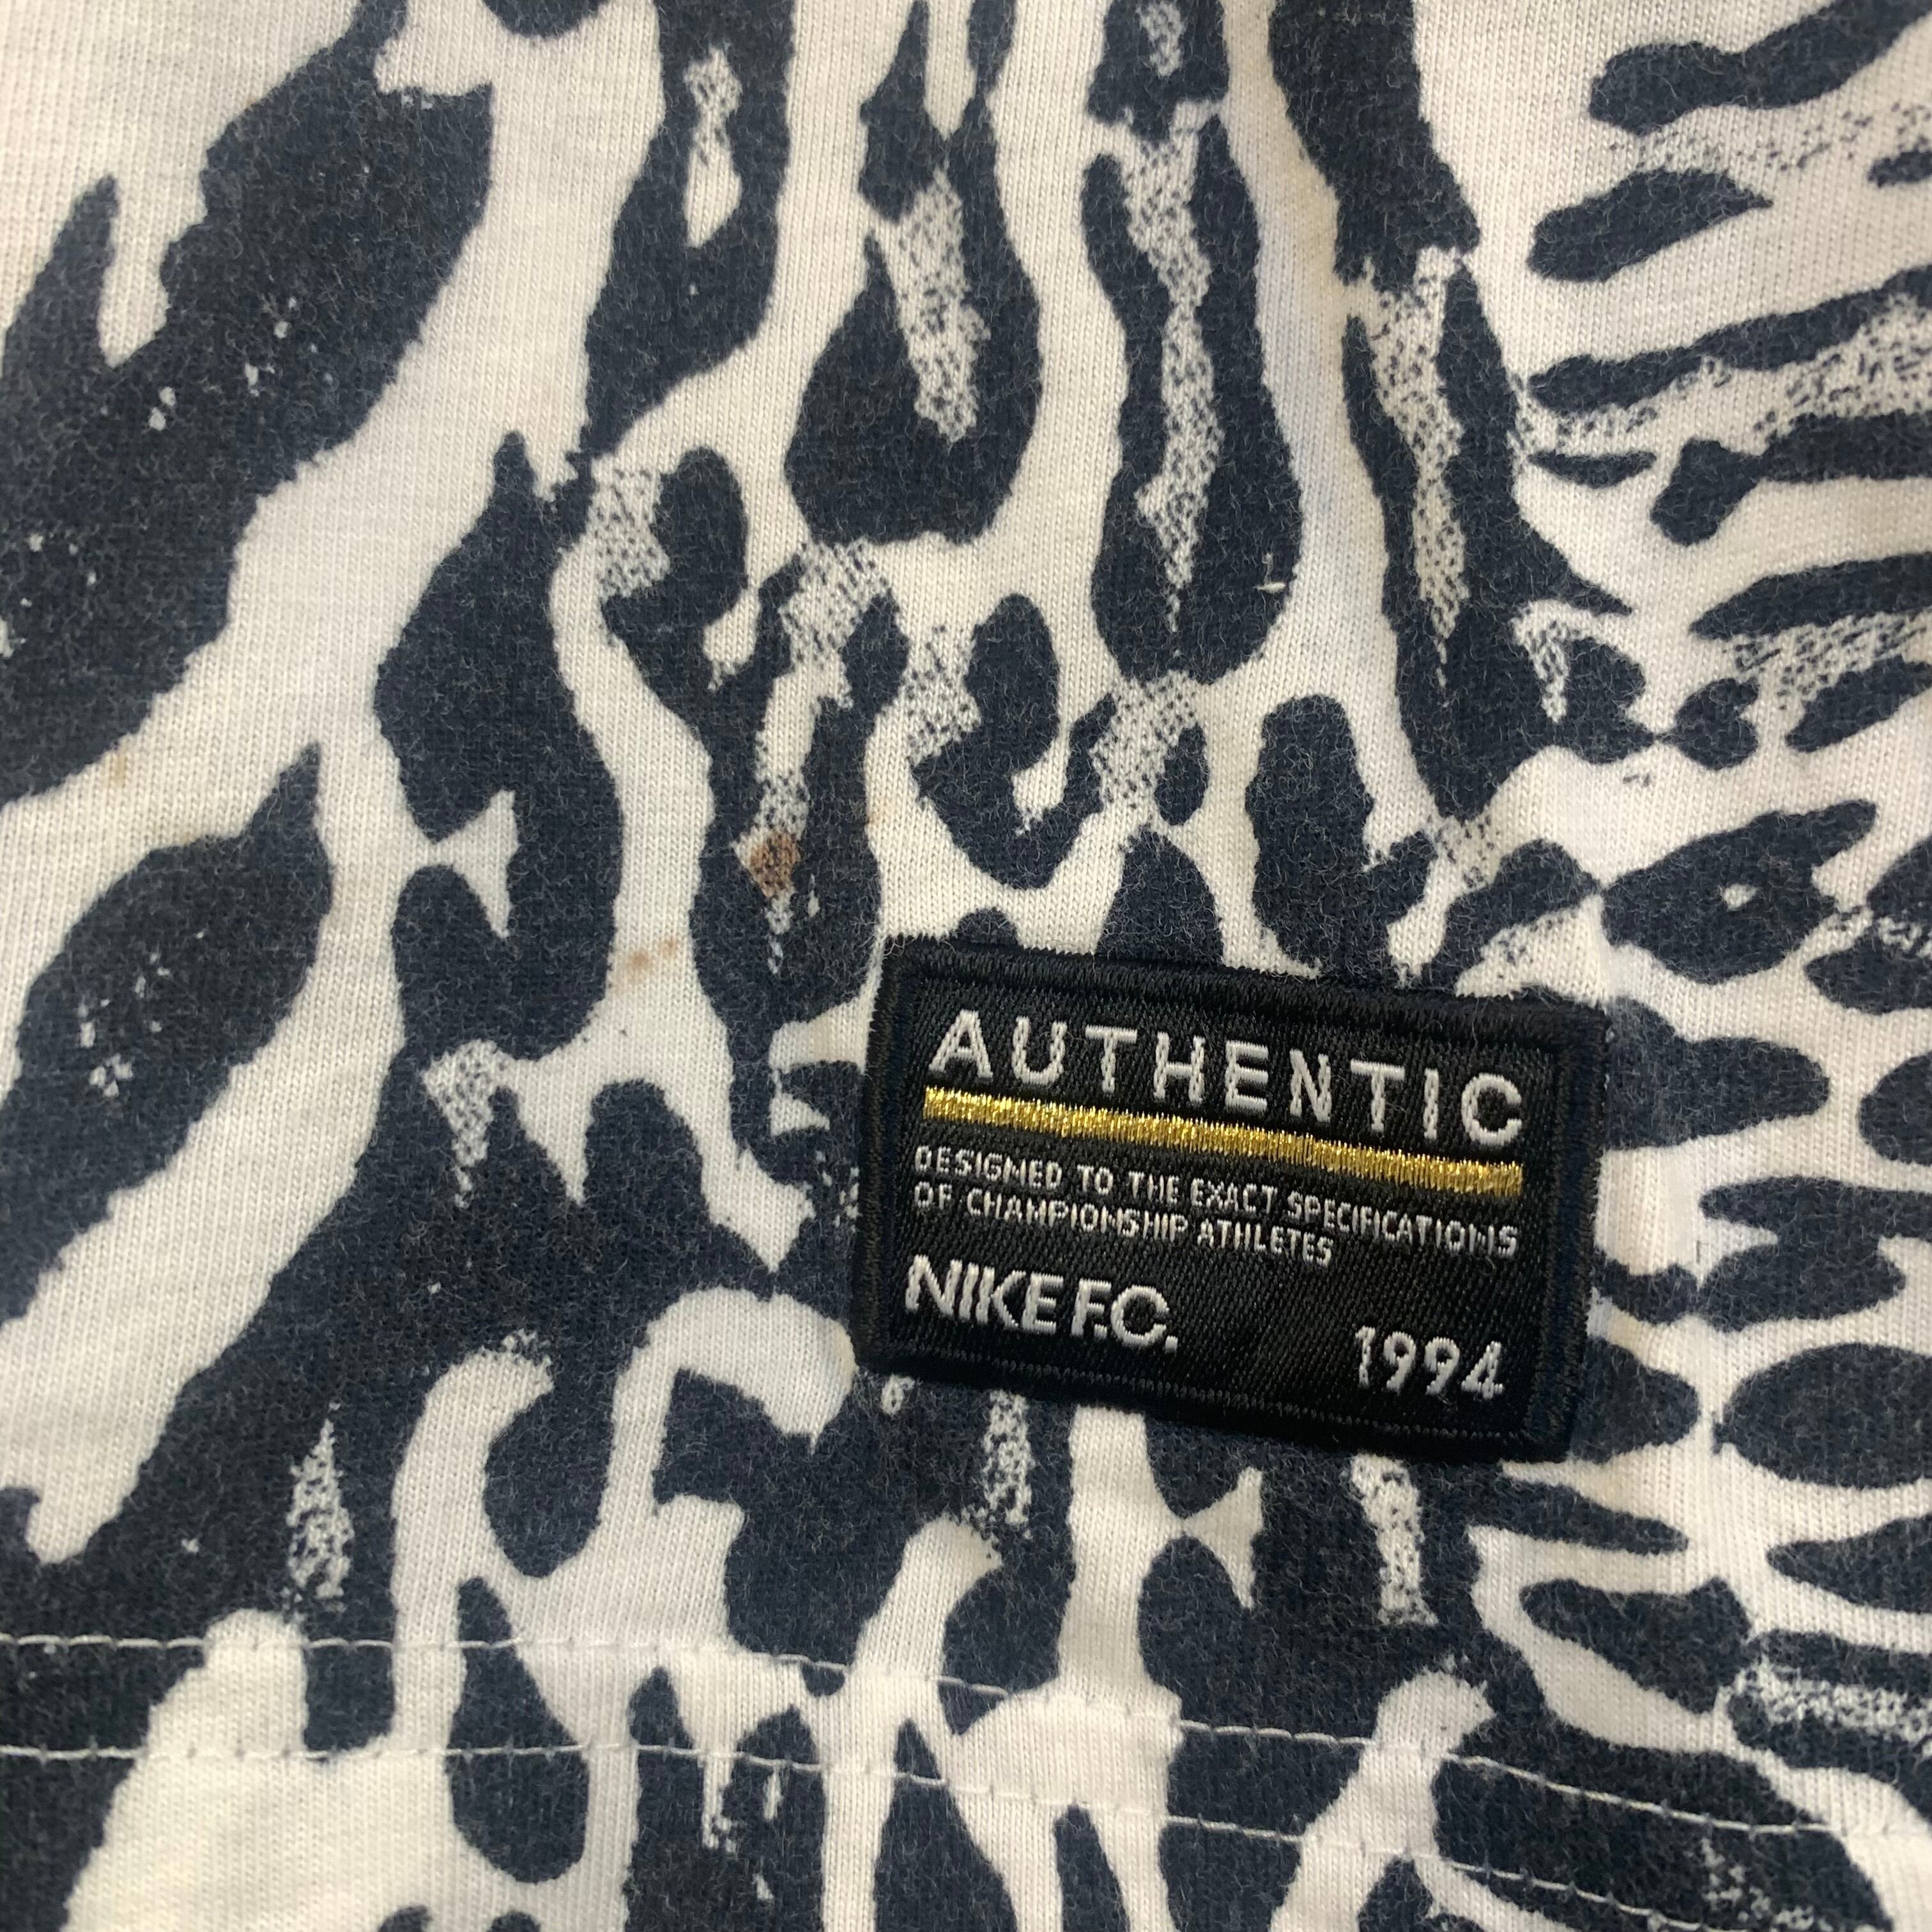 AUTHENTIC
DESIGNED TO THE EXACT SPECIFICATIONS
OF CHAMPIONSHIP ATHLETES
NIKE F.C.
1994